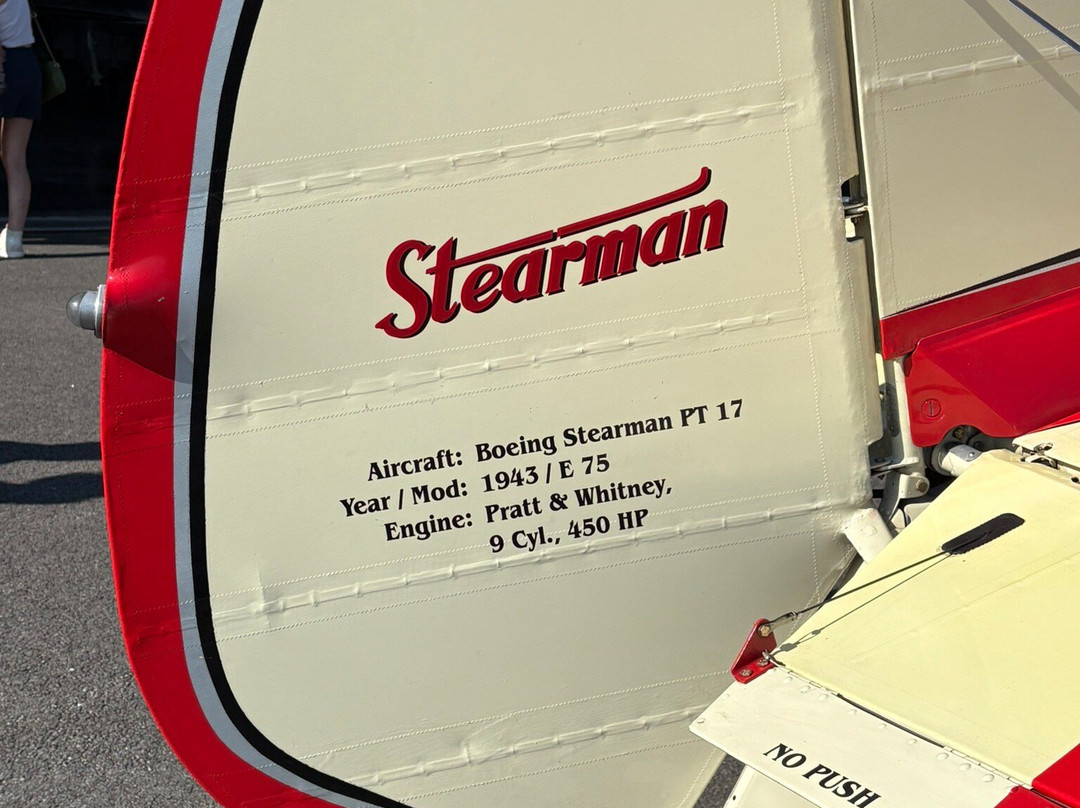 Stearman
Aircraft: Boeing Stearman PT 17
Year / Mod: 1943 / E 75
Engine: Pratt & Whitney,
9 Cyl., 450 HP
NO PUSH